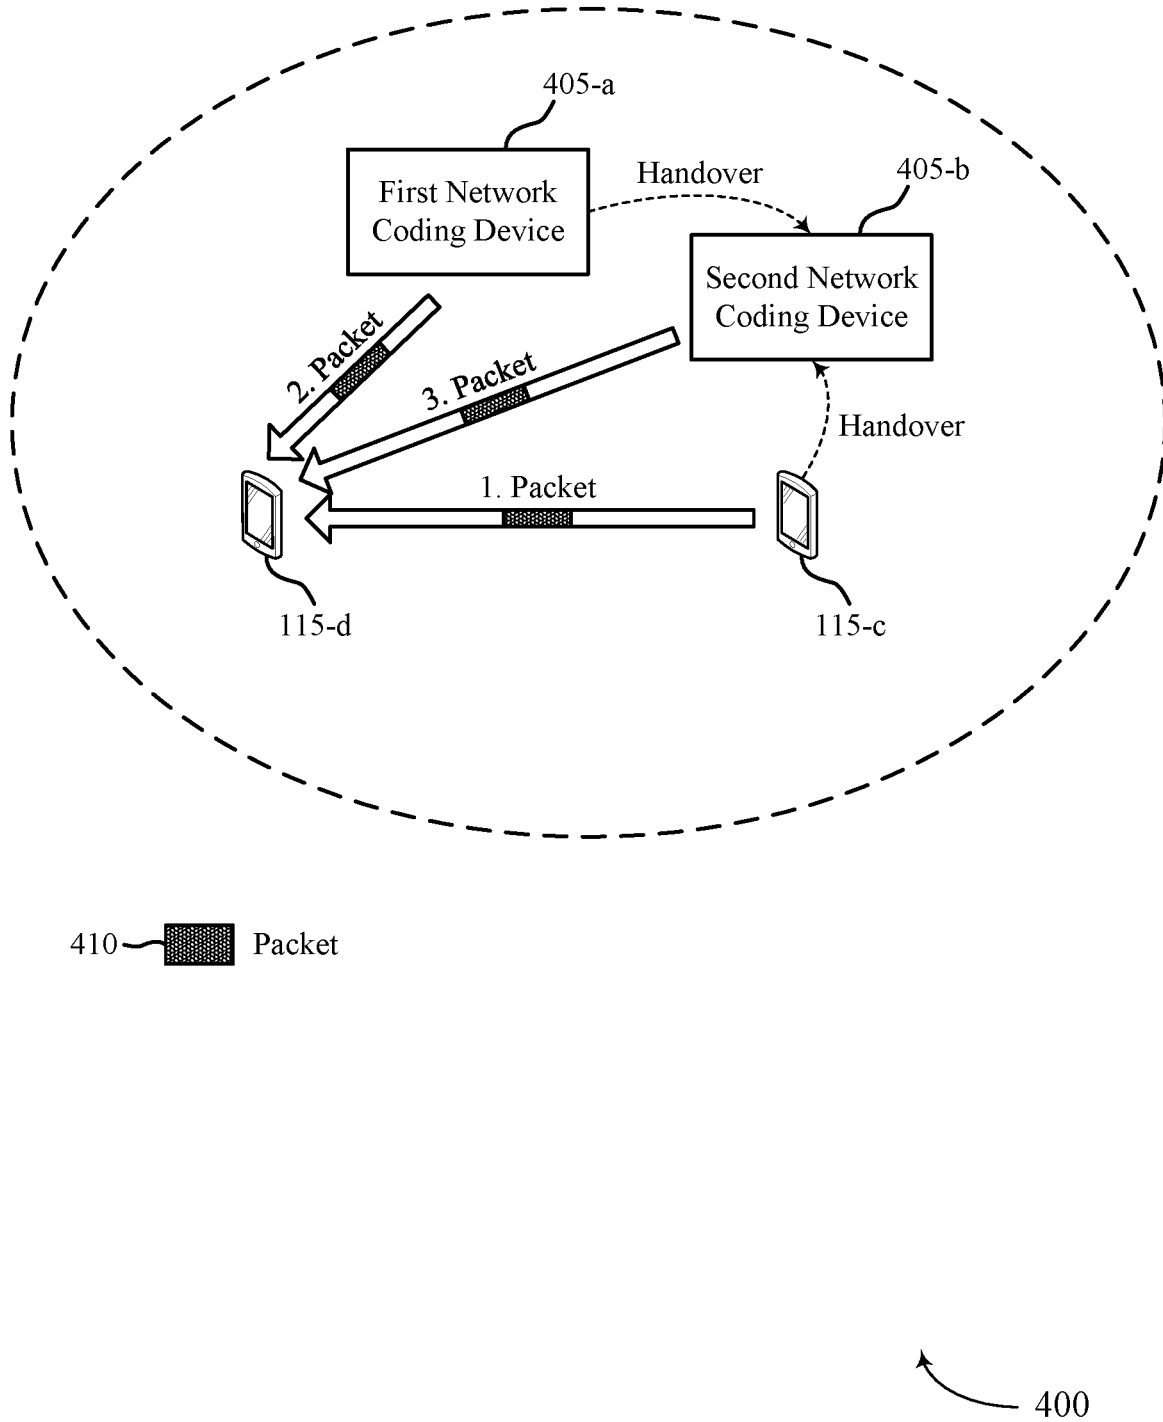 405-a
First Network
Coding Device
Handover
405-b
Second Network
Coding Device
2. Packet
3. Packet
Handover
1. Packet
115-d
115-c
410
Packet
400